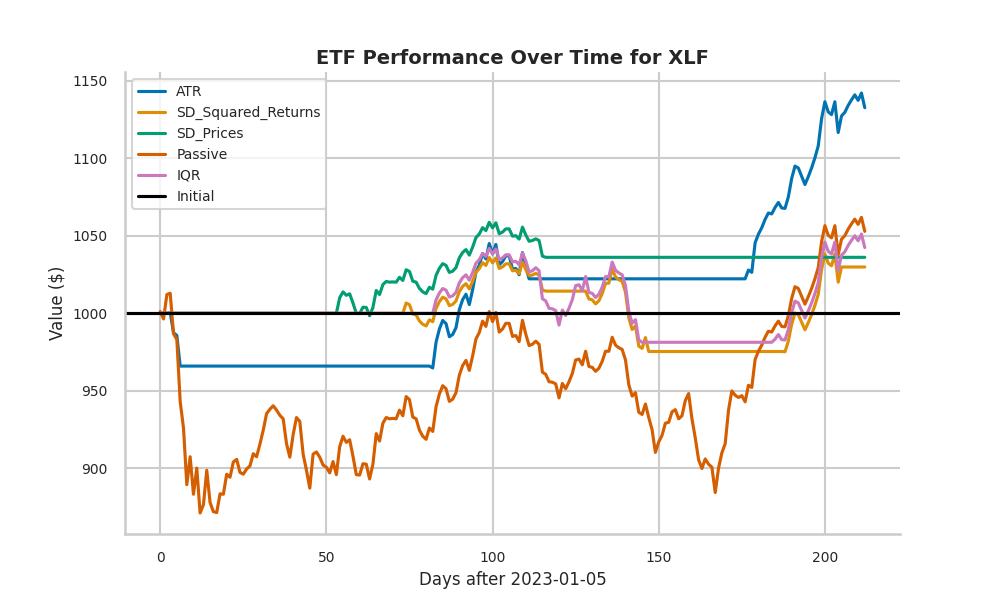 ETF Performance Over Time for XLF
Value ($)
1150
1100
1050
1000
950
900
ATR
SD_Squared_Returns
SD_Prices
Passive
IQR
Initial
0 50 100 150 200
Days after 2023-01-05